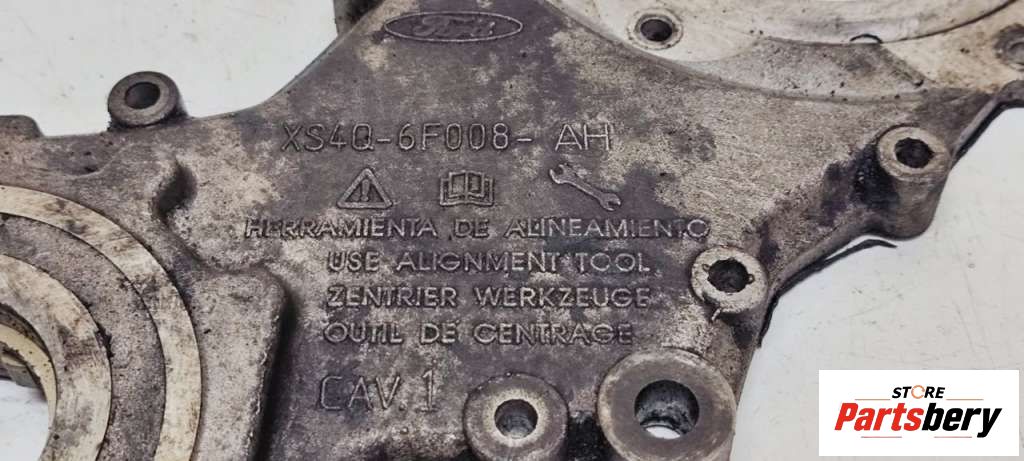 Ford
XS4Q-6F008- AH
HERRAMIENTA DE ALINEAMIENTO
USE ALIGNMENT TOOL
ZENTRIER WERKZEUGE
OUTIL DE CENTRAGE
CAV.1
STORE
Partsbery